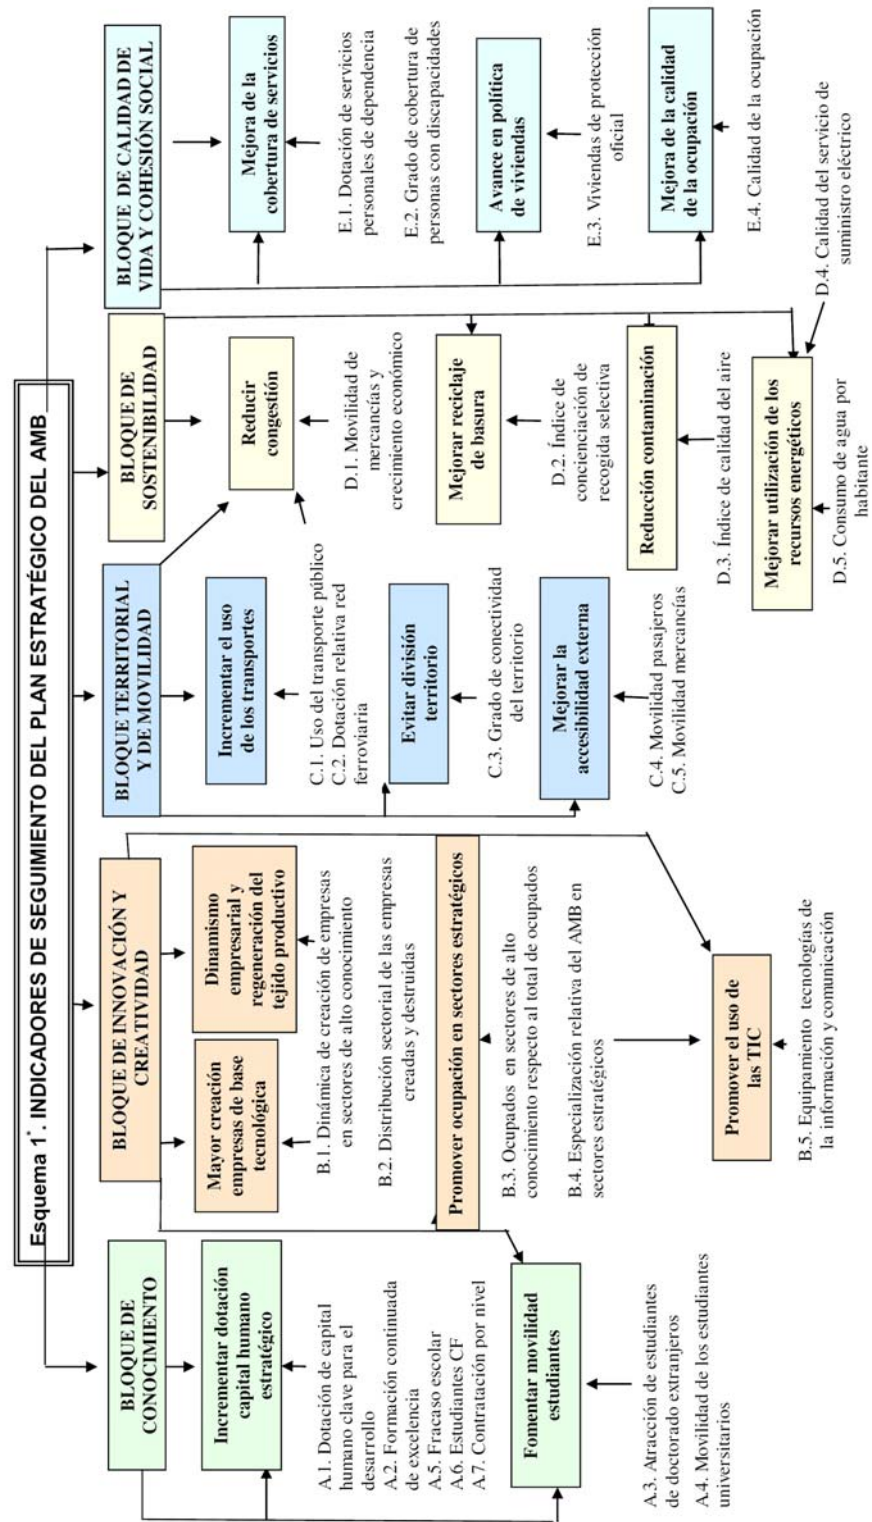 Esquema 1*. INDICADORES DE SEGUIMIENTO DEL PLAN ESTRATÉGICO DEL AMB
BLOQUE DE
CONOCIMIENTO
Incrementar dotación
capital humano
estratégico
A.1. Dotación de capital
humano clave para el
desarrollo
A.2. Formación continuada
de excelencia
A.5. Fracaso escolar
A.6. Estudiantes CF
A.7. Contratación por nivel
Fomentar movilidad
estudiantes
A.3. Atracción de estudiantes
de doctorado extranjeros
A.4. Movilidad de los estudiantes
universitarios
BLOQUE DE INNOVACIÓN Y
CREATIVIDAD
Mayor creación
empresas de base
tecnológica
Dinamismo
empresarial y
regeneración del
tejido productivo
B.1. Dinámica de creación de empresas
en sectores de alto conocimiento
B.2. Distribución sectorial de las empresas
creadas y destruidas
Promover ocupación en sectores estratégicos
B.3. Ocupados en sectores de alto
conocimiento respecto al total de ocupados
B.4. Especialización relativa del AMB en
sectores estratégicos
Promover el uso de
las TIC
B.5. Equipamiento tecnologías de
la información y comunicación
BLOQUE TERRITORIAL
Y DE MOVILIDAD
Incrementar el uso
de los transportes
C.1. Uso del transporte público
C.2. Dotación relativa red
ferroviaria
Evitar división
territorio
C.3. Grado de conectividad
del territorio
Mejorar la
accesibilidad externa
C.4. Movilidad pasajeros
C.5. Movilidad mercancías
BLOQUE DE
SOSTENIBILIDAD
Reducir
congestión
D.1. Movilidad de
mercancías y
crecimiento económico
Mejorar reciclaje
de basura
D.2. Índice de
concienciación de
recogida selectiva
Reducción contaminación
D.3. Índice de calidad del aire
Mejorar utilización de los
recursos energéticos
D.5. Consumo de agua por
habitante
D.4. Calidad del servicio de
suministro eléctrico
BLOQUE DE CALIDAD DE
VIDA Y COHESIÓN SOCIAL
Mejora de la
cobertura de servicios
E.1. Dotación de servicios
personales de dependencia
E.2. Grado de cobertura de
personas con discapacidades
Avance en política
de viviendas
E.3. Viviendas de protección
oficial
Mejora de la calidad
de la ocupación
E.4. Calidad de la ocupación